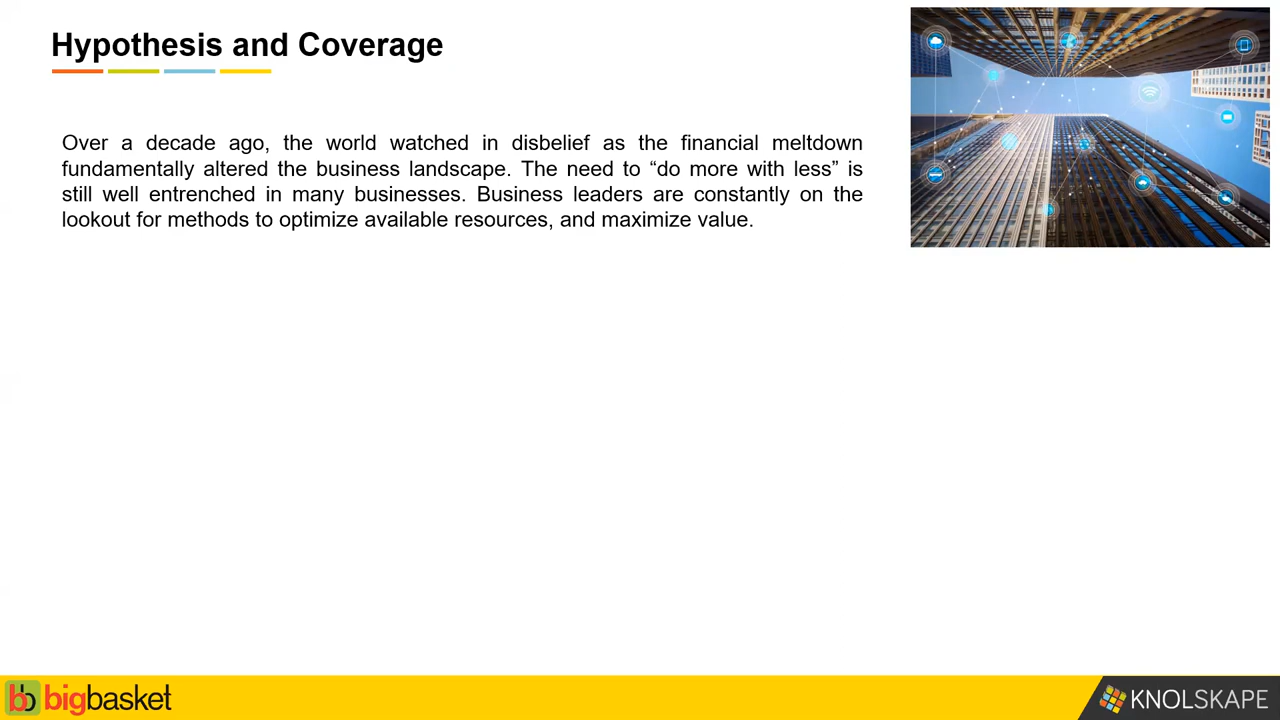 Hypothesis and Coverage
Over a decade ago, the world watched in disbelief as the financial meltdown
fundamentally altered the business landscape. The need to “do more with less” is
still well entrenched in many businesses. Business leaders are constantly on the
lookout for methods to optimize available resources, and maximize value.
bb bigbasket
KNOLSKAPE